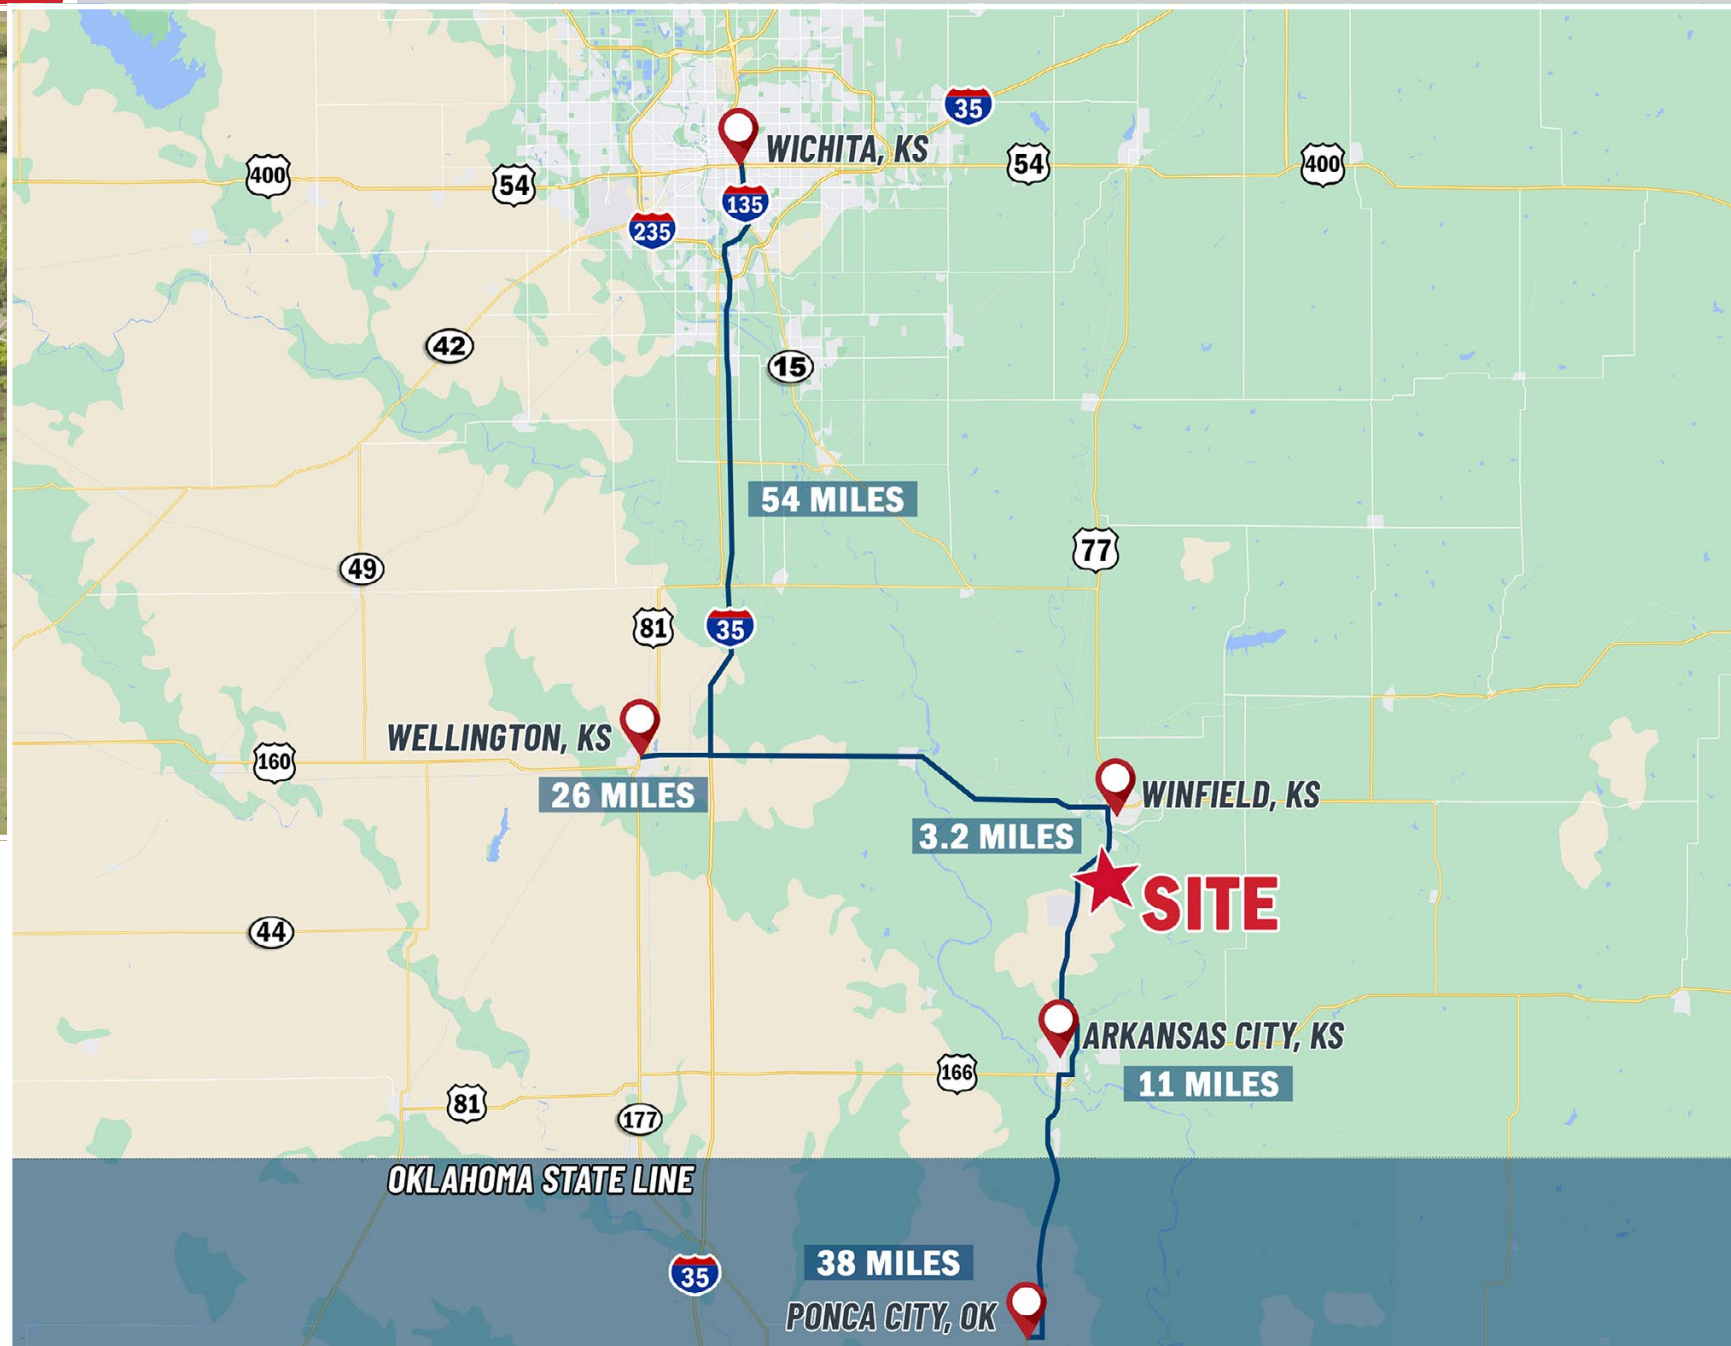 35
WICHITA, KS
400
54
54
400
135
235
42
15
54 MILES
77
49
81
35
WELLINGTON, KS
160
26 MILES
WINFIELD, KS
3.2 MILES
SITE
44
ARKANSAS CITY, KS
166
11 MILES
81
177
OKLAHOMA STATE LINE
38 MILES
35
PONCA CITY, OK